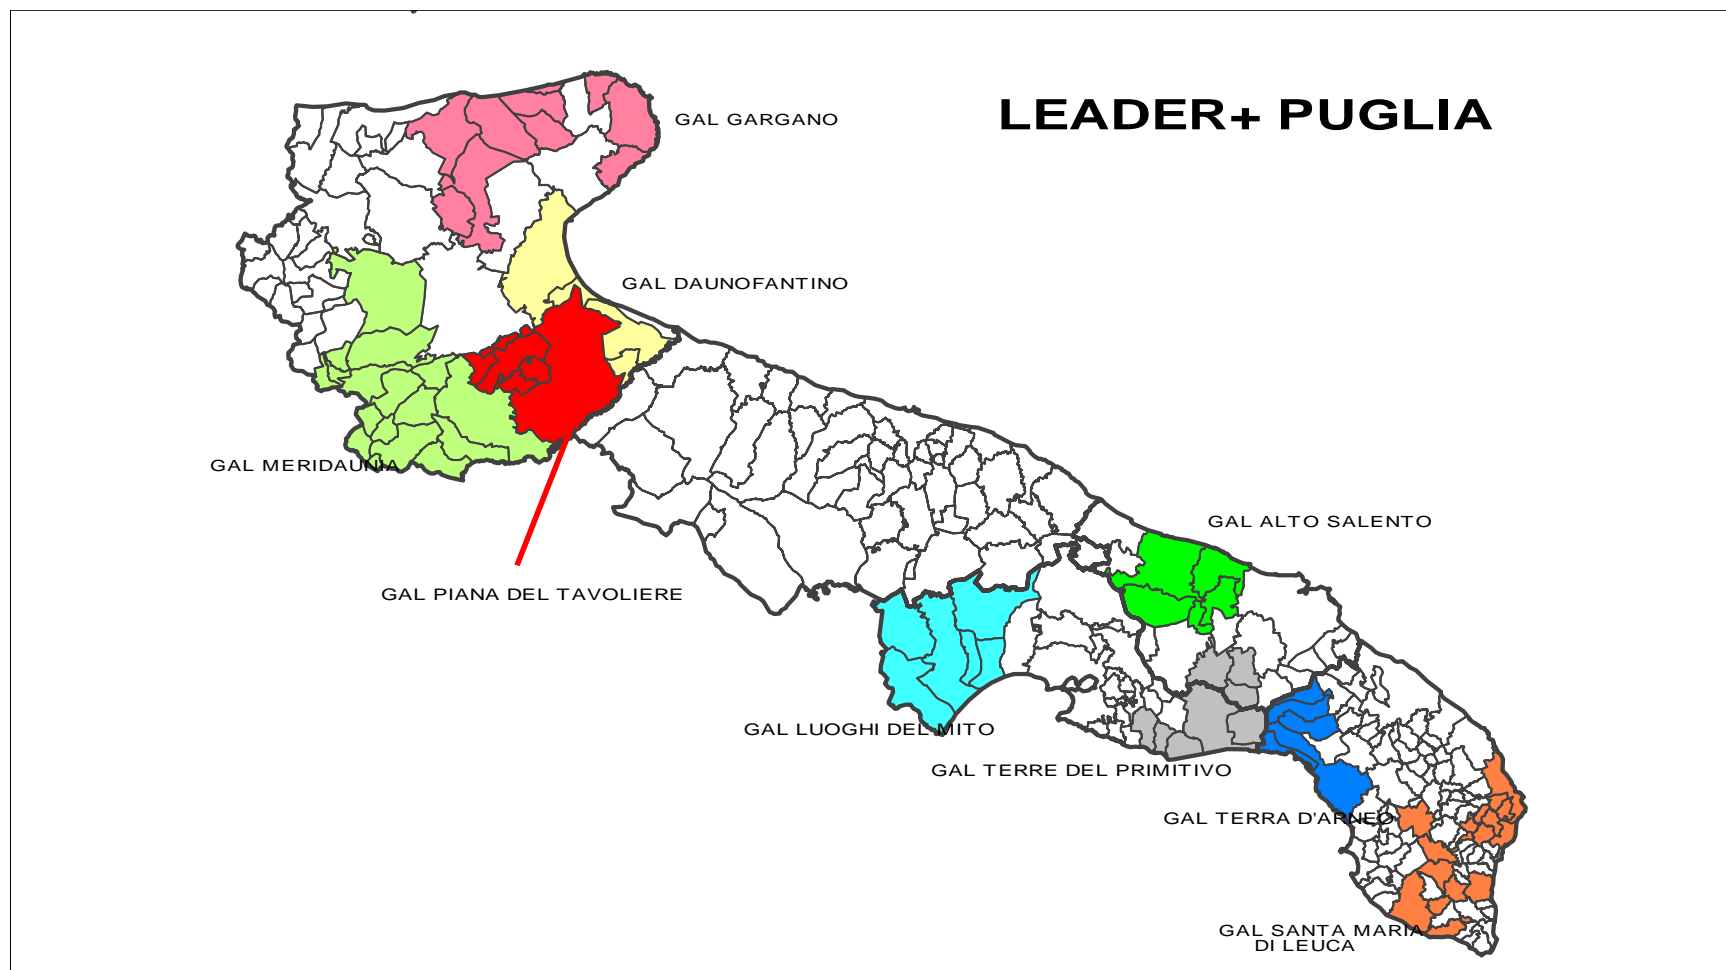 LEADER+ PUGLIA
GAL GARGANO
GAL DAUNOFANTINO
GAL MERIDAUNIA
GAL ALTO SALENTO
GAL PIANA DEL TAVOLIERE
GAL LUOGHI DEL MITO
GAL TERRE DEL PRIMITIVO
GAL TERRA D'ARNEO
GAL SANTA MARIA
DI LEUCA